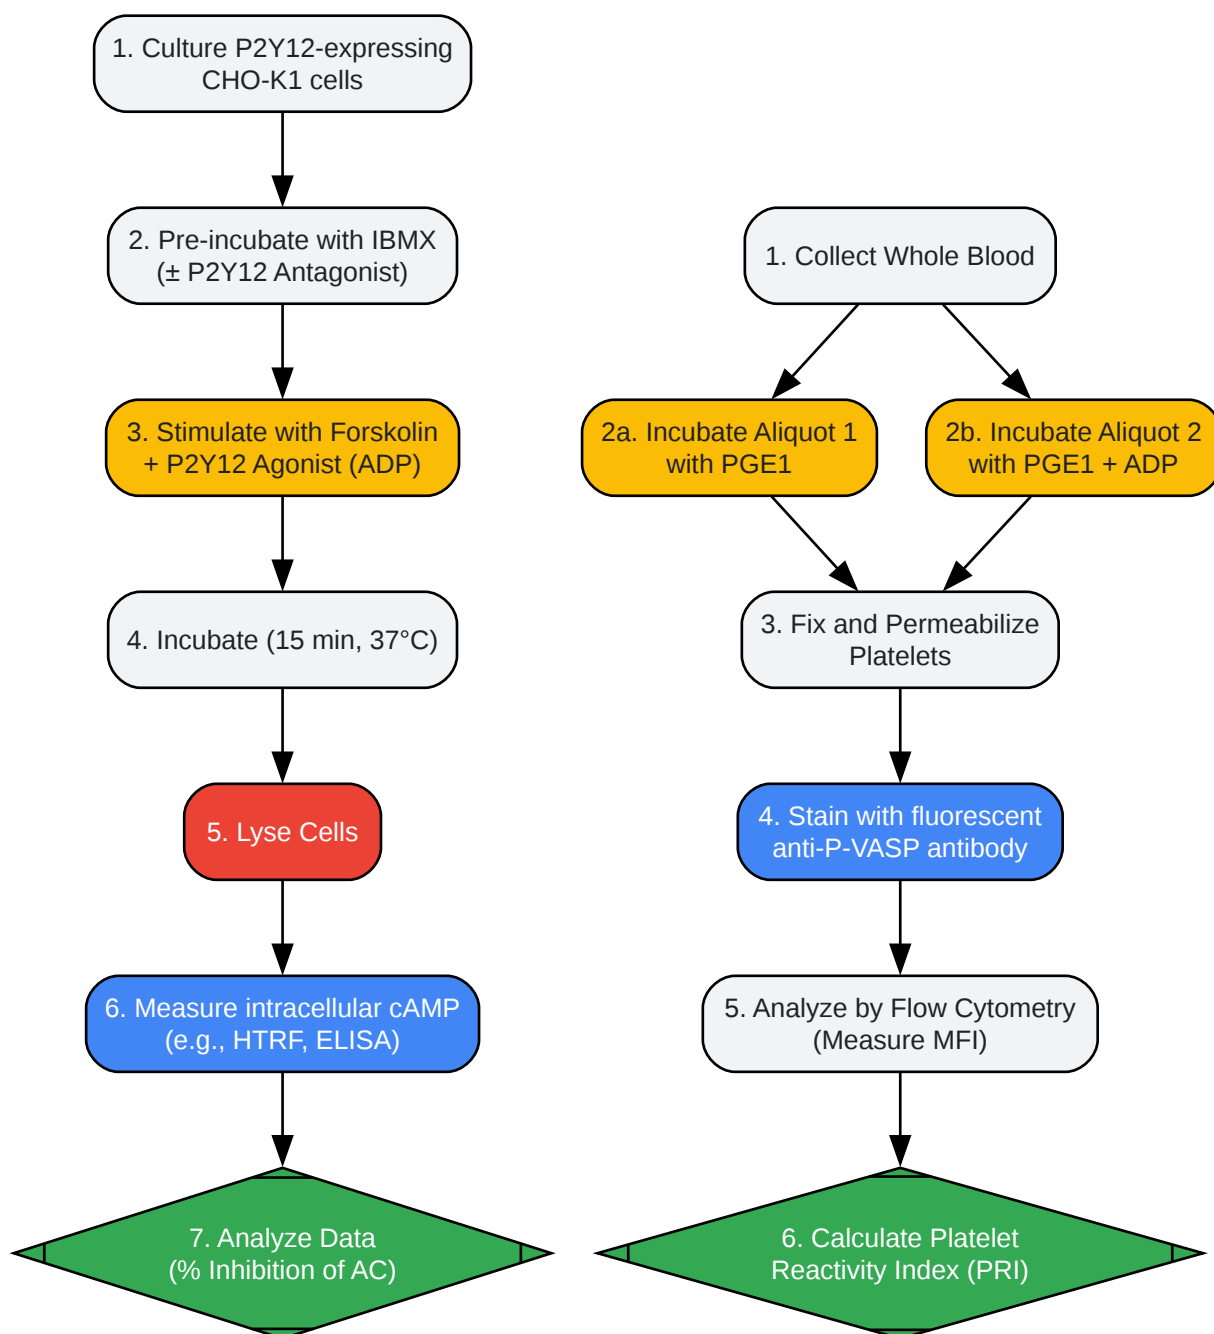 1. Culture P2Y12-expressing
CHO-K1 cells
2. Pre-incubate with IBMX
(± P2Y12 Antagonist)
3. Stimulate with Forskolin
+ P2Y12 Agonist (ADP)
4. Incubate (15 min, 37°C)
5. Lyse Cells
6. Measure intracellular cAMP
(e.g., HTRF, ELISA)
7. Analyze Data
(% Inhibition of AC)
1. Collect Whole Blood
2a. Incubate Aliquot 1
with PGE1
2b. Incubate Aliquot 2
with PGE1 + ADP
3. Fix and Permeabilize
Platelets
4. Stain with fluorescent
anti-P-VASP antibody
5. Analyze by Flow Cytometry
(Measure MFI)
6. Calculate Platelet
Reactivity Index (PRI)